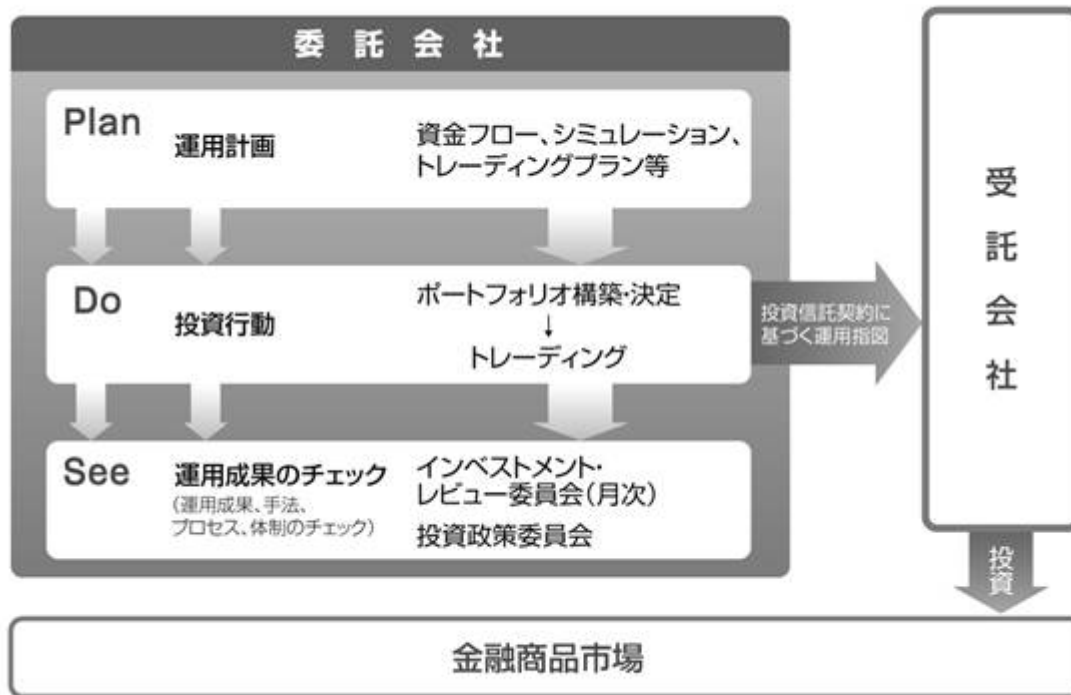 委託会社
Plan
運用計画
資金フロー、シミュレーション、
トレーディングプラン等
Do
投資行動
ポートフォリオ構築・決定
↓
トレーディング
投資信託契約に
基づく運用指図
See
運用成果のチェック
(運用成果、手法、
プロセス、体制のチェック)
インベストメント・
レビュー委員会(月次)
投資政策委員会
受託会社
投資
金融商品市場